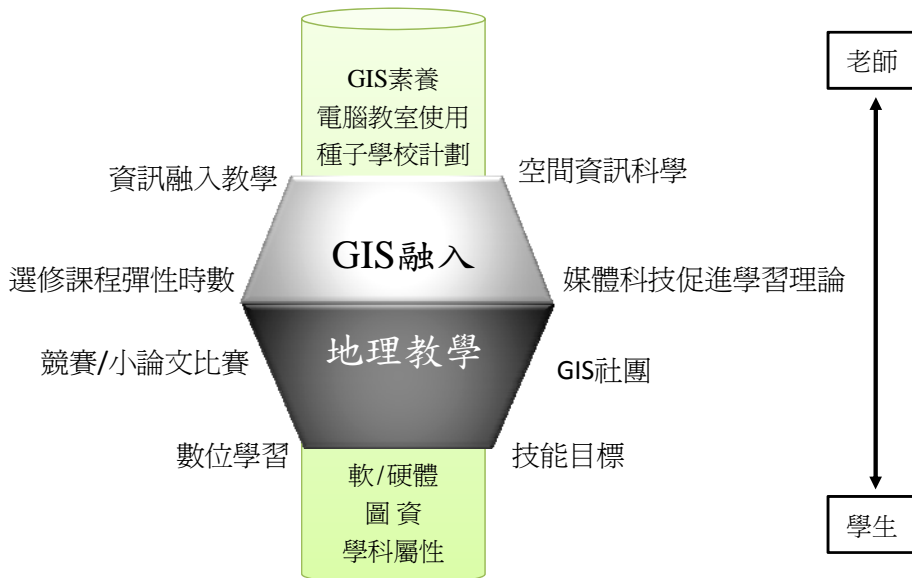 GIS素養
電腦教室使用
種子學校計劃
老師
資訊融入教學
空間資訊科學
GIS融入
選修課程彈性時數
媒體科技促進學習理論
地理教學
競賽/小論文比賽
GIS社團
數位學習
技能目標
軟/硬體
圖 資
學科屬性
學生